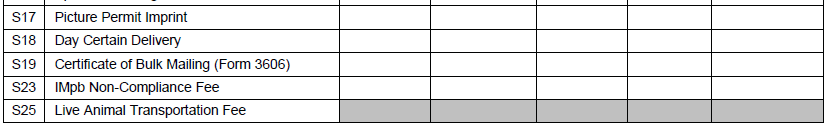 S17 Picture Permit Imprint
S18 Day Certain Delivery
S19 Certificate of Bulk Mailing (Form 3606)
S23 IMpb Non-Compliance Fee
S25 Live Animal Transportation Fee